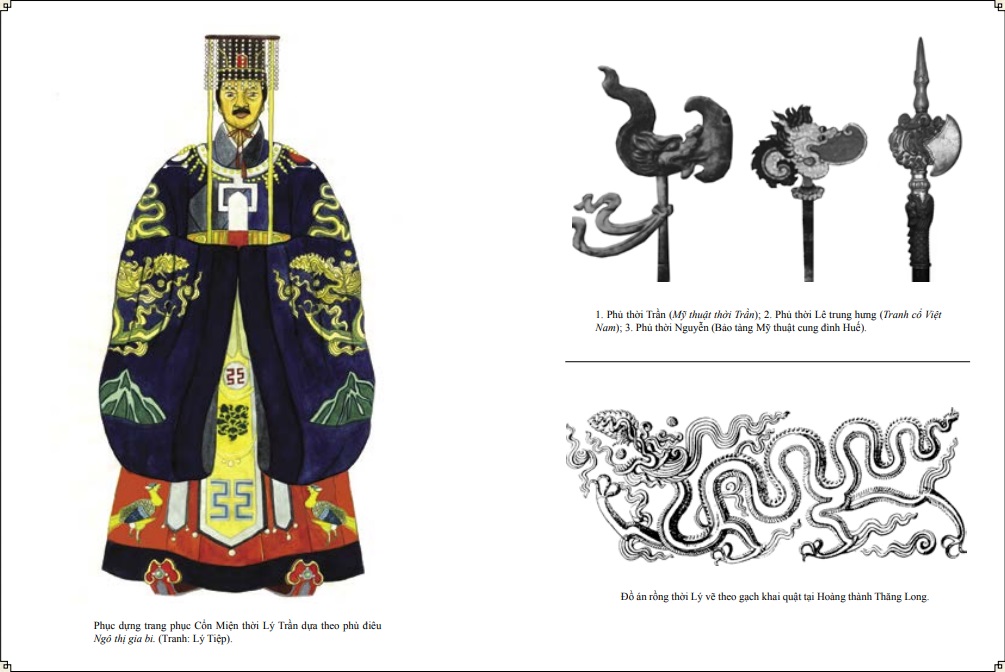 Phục dựng trang phục Cổn Miện thời Lý Trần dựa theo phù điêu
Ngô thị gia bi. (Tranh: Lý Tiệp).
1. Phủ thời Trần (Mỹ thuật thời Trần); 2. Phủ thời Lê trung hưng (Tranh cổ Việt
Nam); 3. Phủ thời Nguyễn (Bảo tàng Mỹ thuật cung đình Huế).
Đồ án rồng thời Lý vẽ theo gạch khai quật tại Hoàng thành Thăng Long.